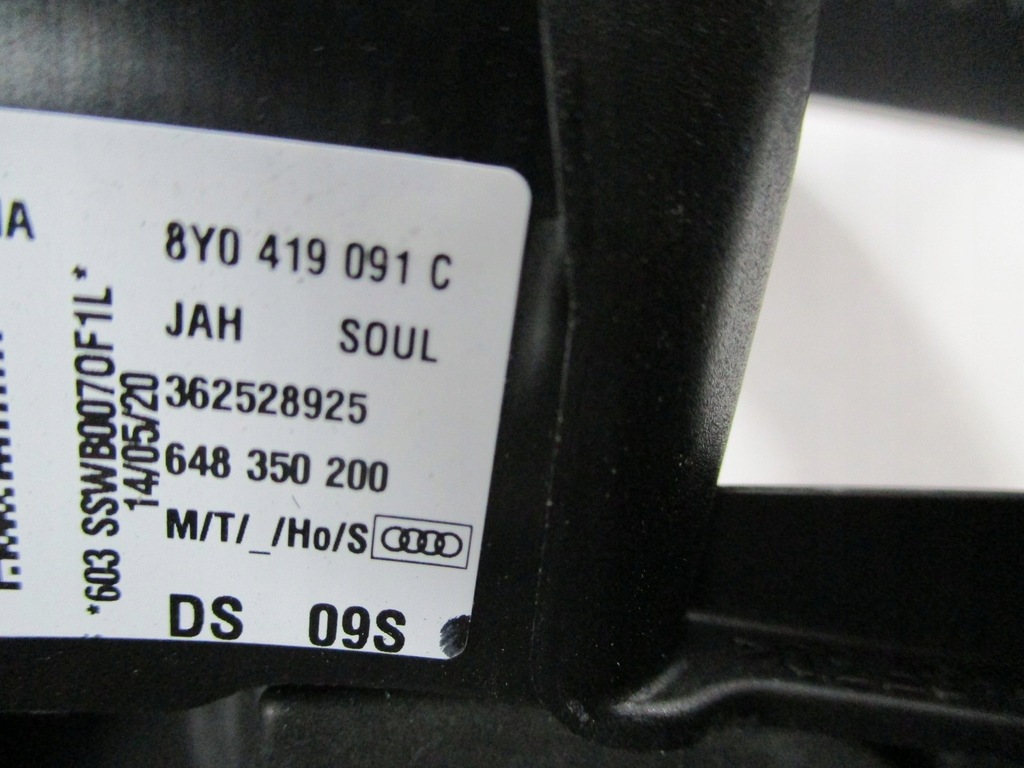 8Y0 419 091 C
JAH SOUL
362528925
648 350 200
M/T/_/Ho/S
DS 09S
*603 SSWB0070F1L*
14/05/20